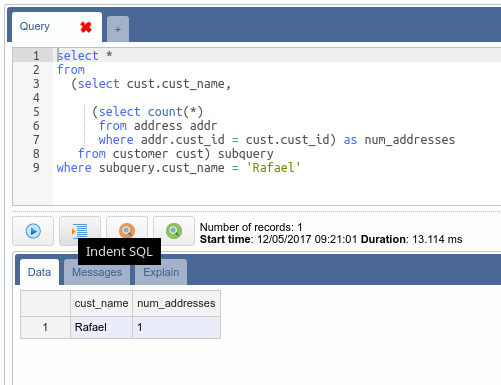 Query
+
1 select *
2 from
3 (select cust.cust_name,
4
5 (select count(*)
6 from address addr
7 where addr.cust_id = cust.cust_id) as num_addresses
8 from customer cust) subquery
9 where subquery.cust_name = 'Rafael'
Number of records: 1
Start time: 12/05/2017 09:21:01 Duration: 13.114 ms
Indent SQL
Data Messages Explain
cust_name num_addresses
1 Rafael 1